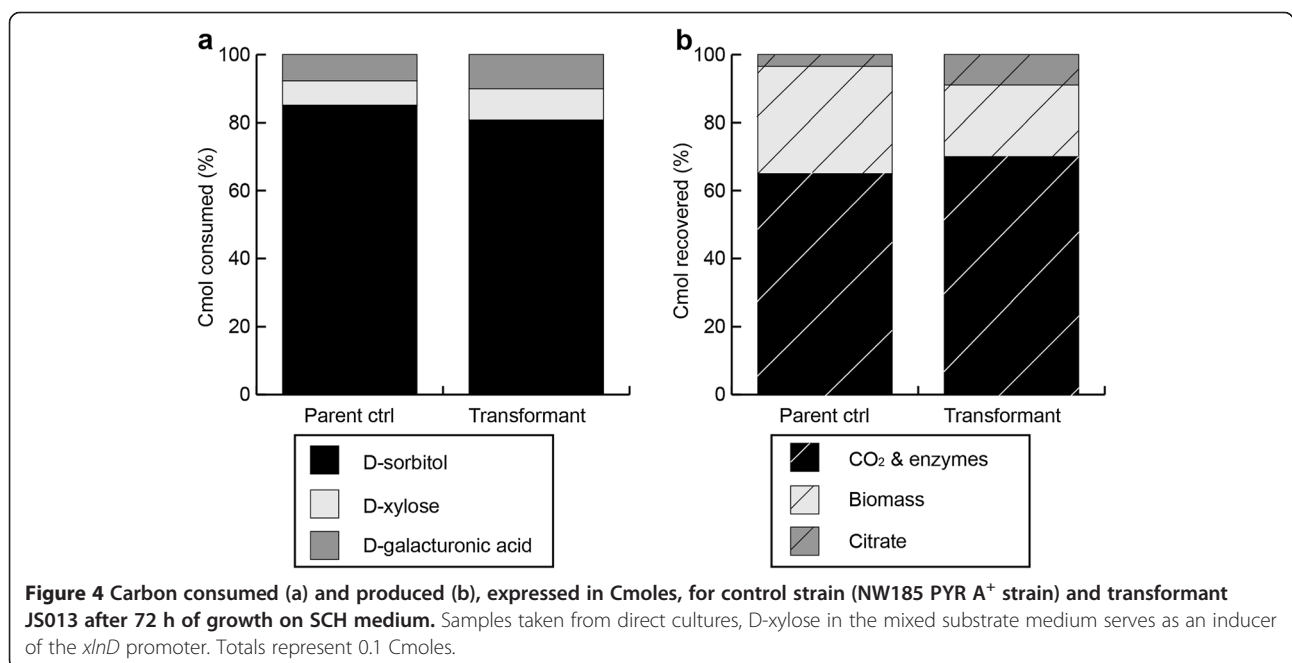 a
100
80
60
40
20
0
Cmol consumed (%)
Parent ctrl
Transformant
D-sorbitol
D-xylose
D-galacturonic acid
b
100
80
60
40
20
0
Cmol recovered (%)
Parent ctrl
Transformant
CO₂ & enzymes
Biomass
Citrate
Figure 4 Carbon consumed (a) and produced (b), expressed in Cmoles, for control strain (NW185 PYR A⁺ strain) and transformant
JS013 after 72 h of growth on SCH medium. Samples taken from direct cultures, D-xylose in the mixed substrate medium serves as an inducer
of the xlnD promoter. Totals represent 0.1 Cmoles.